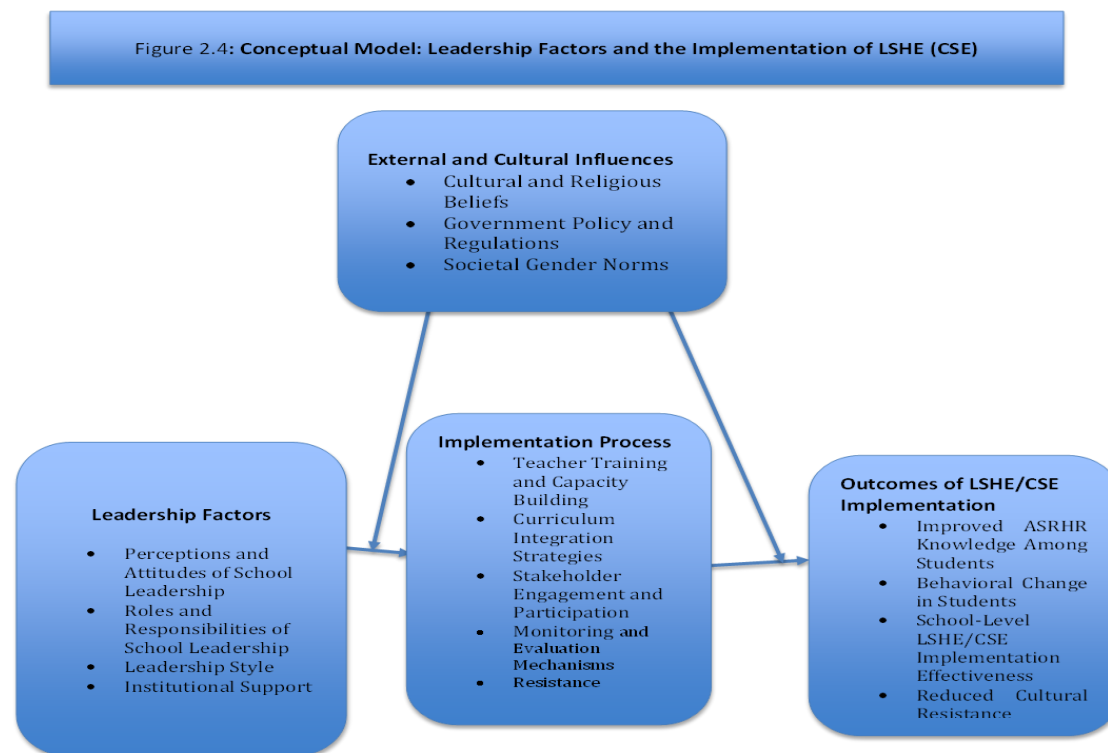 Figure 2.4: Conceptual Model: Leadership Factors and the Implementation of LSHE (CSE)
External and Cultural Influences
• Cultural and Religious
Beliefs
• Government Policy and
Regulations
• Societal Gender Norms
Leadership Factors
• Perceptions and
Attitudes of School
Leadership
• Roles and
Responsibilities of
School Leadership
• Leadership Style
• Institutional Support
Implementation Process
• Teacher Training
and Capacity
Building
• Curriculum
Integration
Strategies
• Stakeholder
Engagement and
Participation
• Monitoring and
Evaluation
Mechanisms
• Resistance
Outcomes of LSHE/CSE
Implementation
• Improved ASRHR
Knowledge Among
Students
• Behavioral Change
in Students
• School-Level
LSHE/CSE
Implementation
Effectiveness
• Reduced Cultural
Resistance